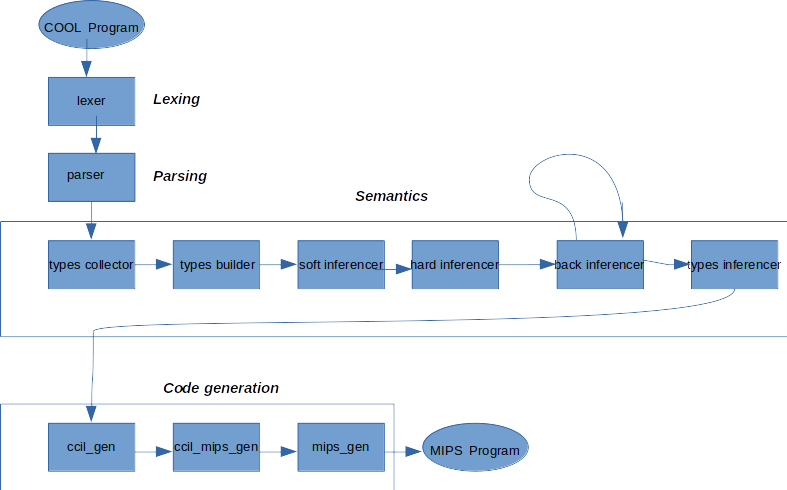 COOL Program
lexer
Lexing
parser
Parsing
Semantics
types collector
types builder
soft inferencer
hard inferencer
back inferencer
types inferencer
Code generation
ccil_gen
ccil_mips_gen
mips_gen
MIPS Program